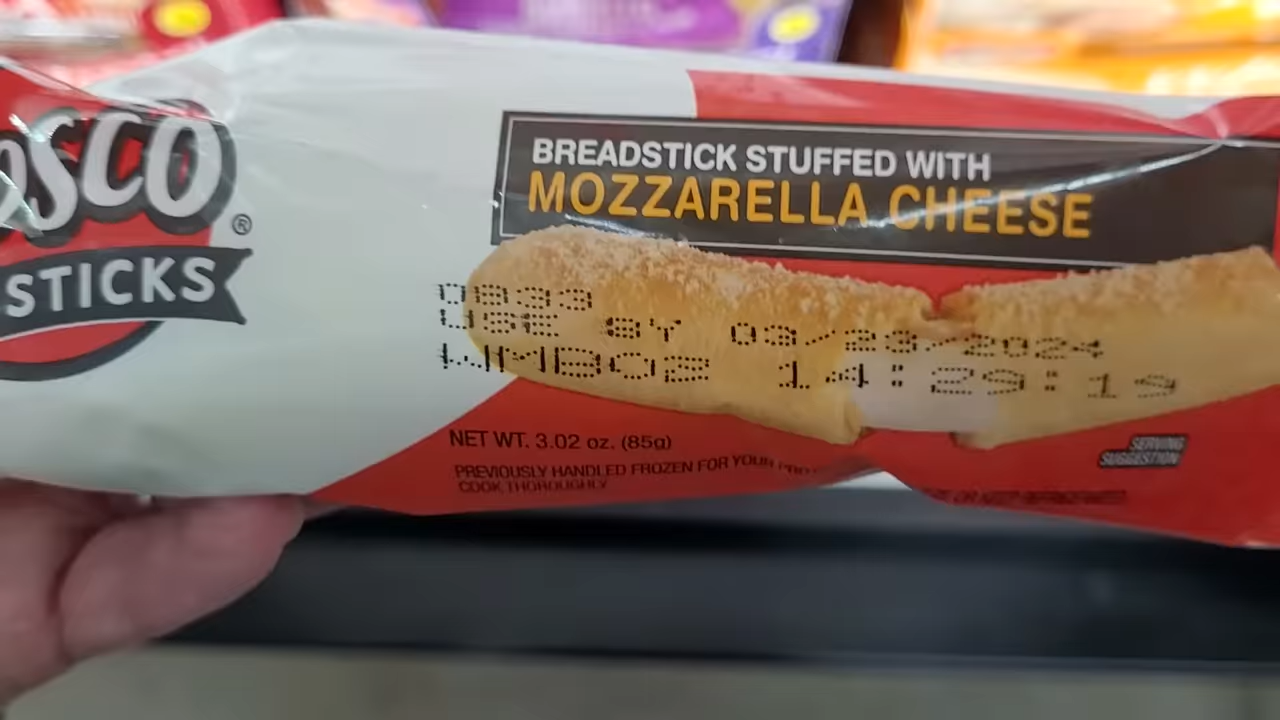 OSCO®
STICKS
BREADSTICK STUFFED WITH
MOZZARELLA CHEESE
0833
USE BY 09/23/2024
WMB02 14:29:19
NET WT. 3.02 oz. (85g)
PREVIOUSLY HANDLED FROZEN FOR YOUR
COOK THOROUGHLY
SERVING
SUGGESTION